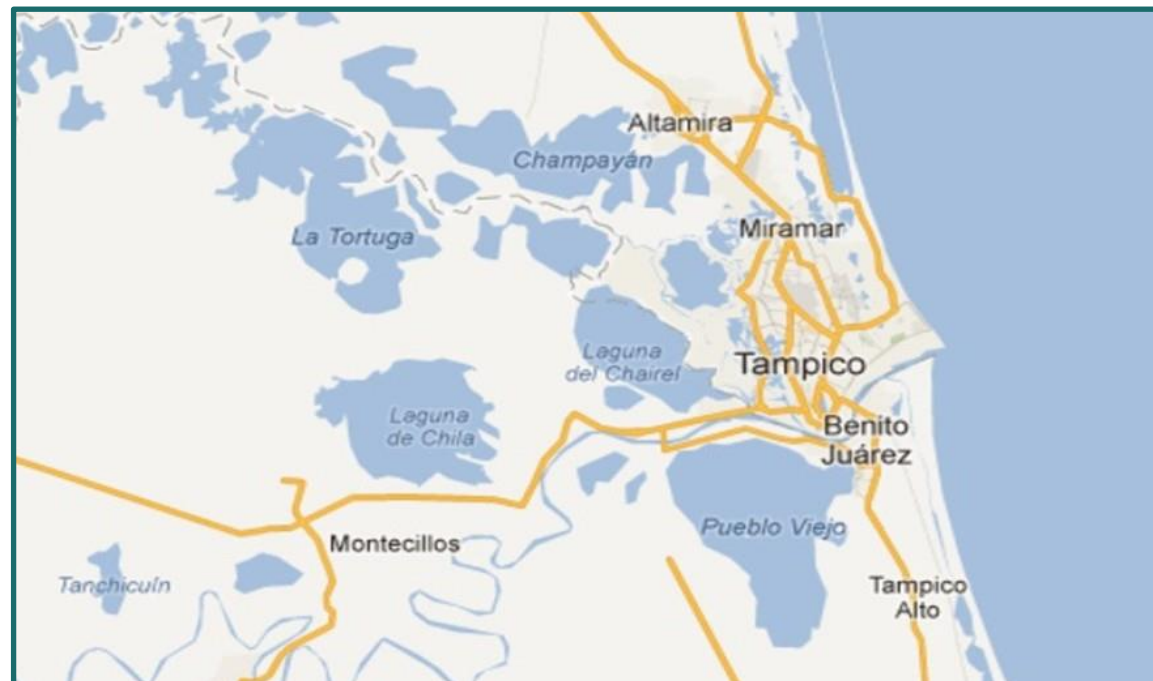 Altamira
Champayán
Miramar
La Tortuga
Laguna
del Chairel
Tampico
Laguna
de Chila
Benito
Juárez
Pueblo Viejo
Montecillos
Tanchicuín
Tampico
Alto